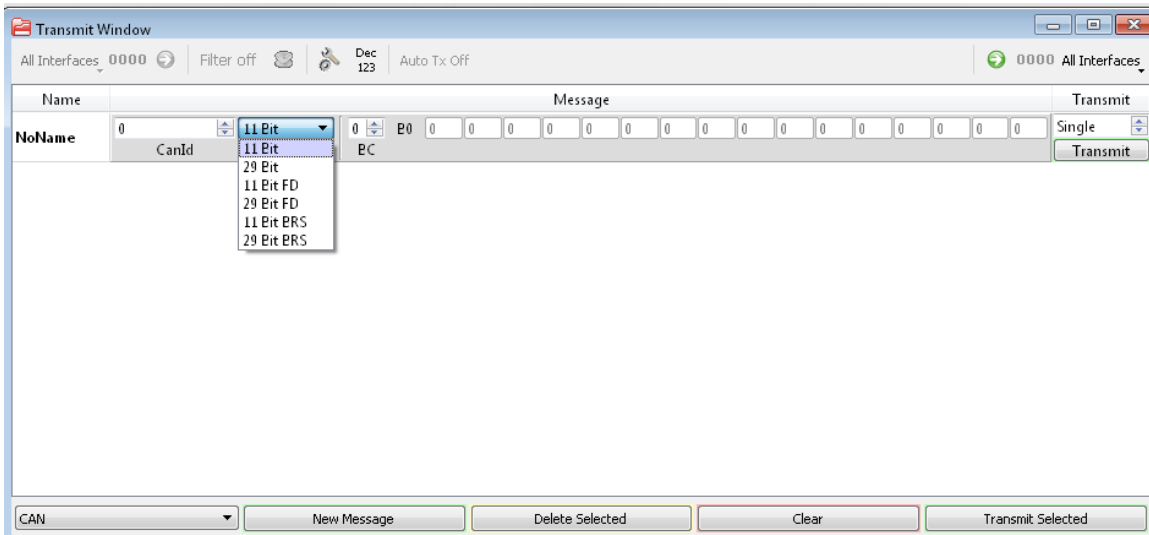 Transmit Window
All Interfaces 0000 Filter off Dec 123 Auto Tx Off 0000 All Interfaces
Name Message Transmit
NoName 0 11 Bit 0 B0 0 0 0 0 0 0 0 0 0 0 0 0 0 0 0 0 Single
CanId 11 Bit BC Transmit
29 Bit
11 Bit FD
29 Bit FD
11 Bit BRS
29 Bit BRS
CAN New Message Delete Selected Clear Transmit Selected